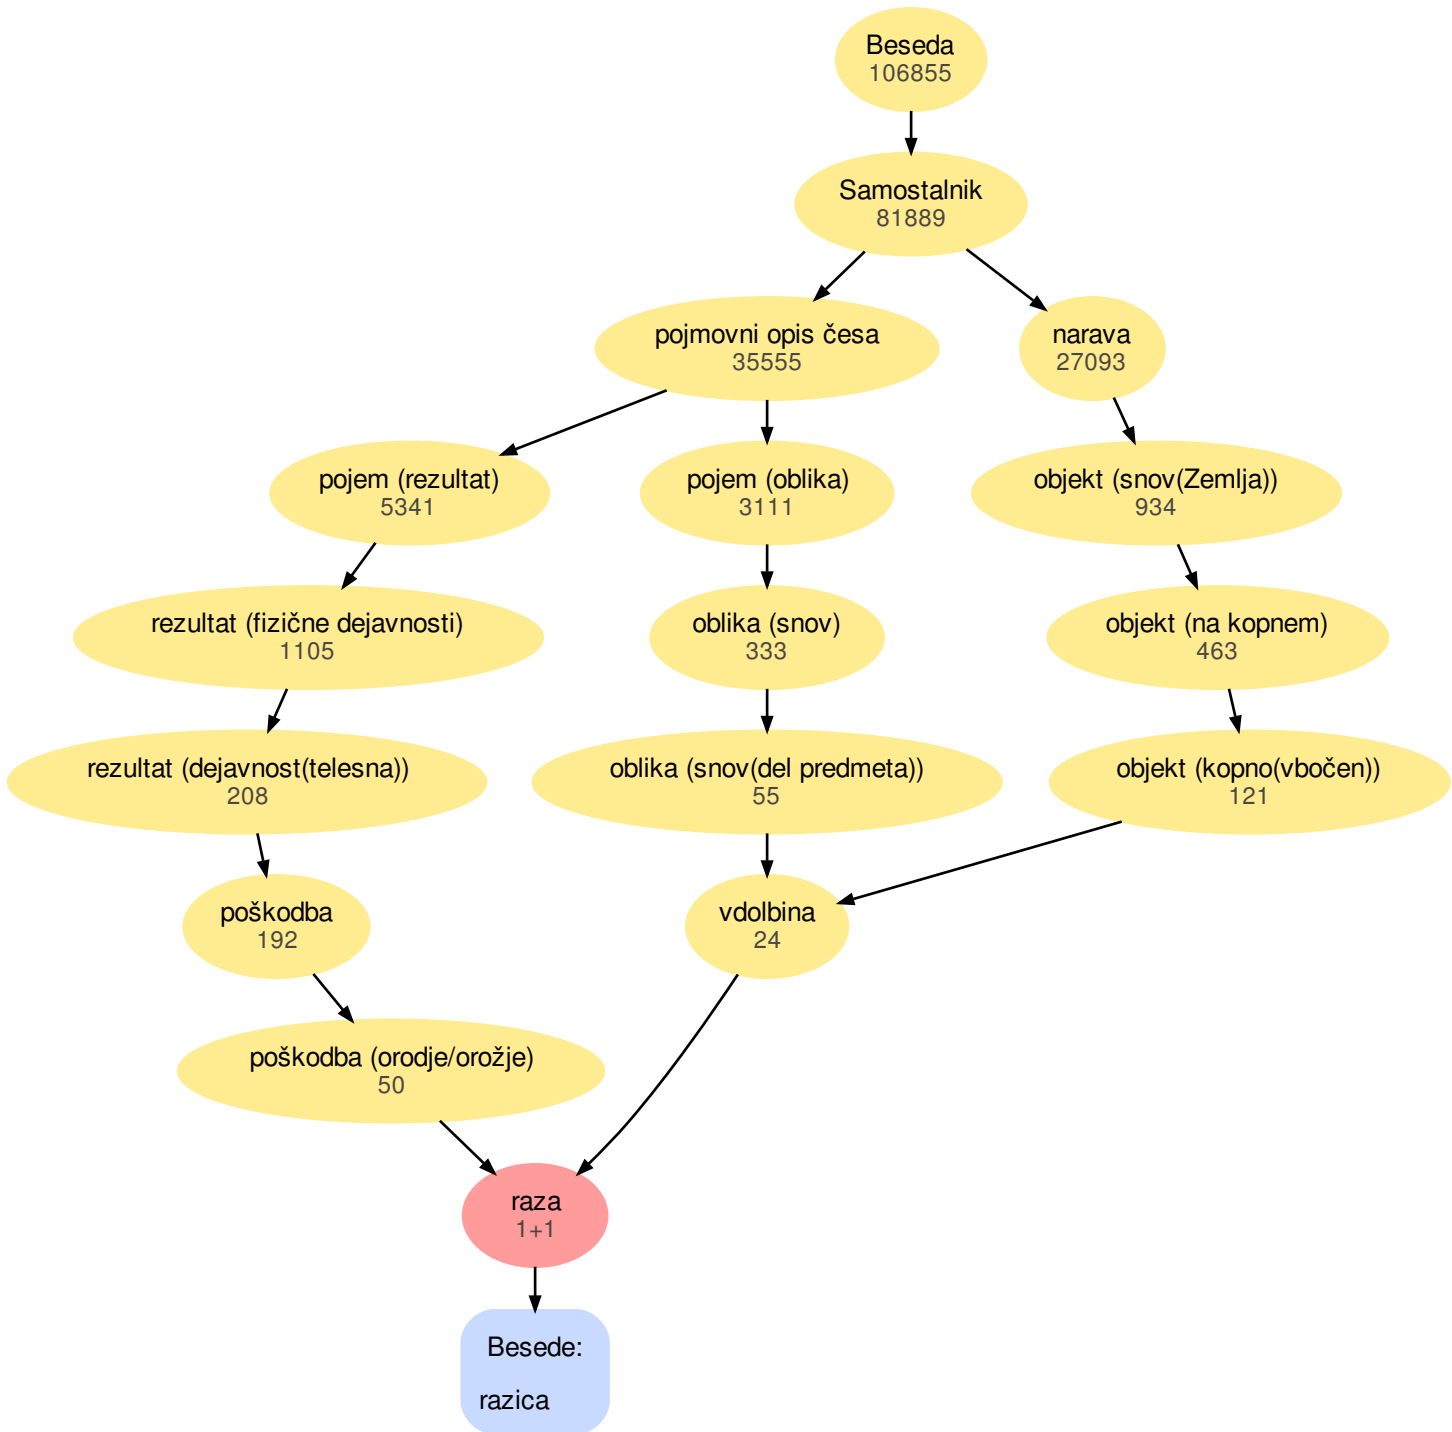 Beseda
106855
Samostalnik
81889
pojmovni opis česa
35555
narava
27093
pojem (rezultat)
5341
pojem (oblika)
3111
objekt (snov(Zemlja))
934
rezultat (fizične dejavnosti)
1105
oblika (snov)
333
objekt (na kopnem)
463
rezultat (dejavnost(telesna))
208
oblika (snov(del predmeta))
55
objekt (kopno(vbočen))
121
poškodba
192
vdolbina
24
poškodba (orodje/orožje)
50
raza
1+1
Besede:
razica